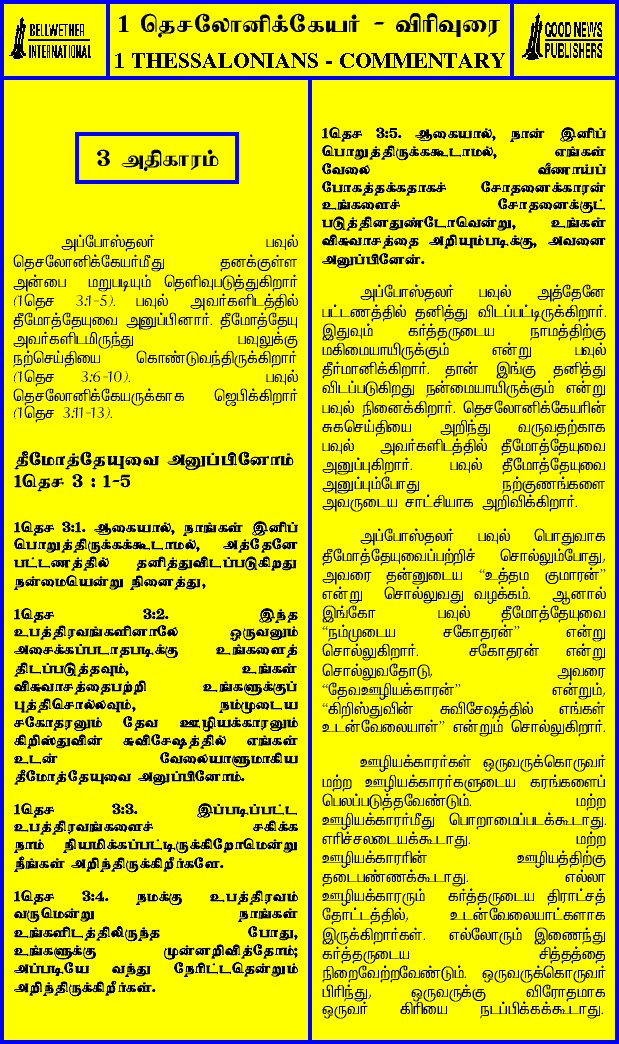 BELLWETHER
INTERNATIONAL
1 தெசலோனிக்கேயர் - விரிவுரை
1 THESSALONIANS - COMMENTARY
GOOD NEWS
PUBLISHERS
3 அதிகாரம்
அப்போஸ்தலர் பவுல்
தெசலோனிக்கேயர்மீது தனக்குள்ள
அன்பை மறுபடியும் தெளிவுபடுத்துகிறார்
(1தெச 3:1-5). பவுல் அவர்களிடத்தில்
தீமோத்தேயுவை அனுப்பினார். தீமோத்தேயு
அவர்களிடமிருந்து பவுலுக்கு
நற்செய்தியை கொண்டுவந்திருக்கிறார்
(1தெச 3:6-10). பவுல்
தெசலோனிக்கேயருக்காக ஜெபிக்கிறார்
(1தெச 3:11-13).
தீமோத்தேயுவை அனுப்பினோம்
1தெச 3 : 1-5
1தெச 3:1. ஆகையால், நாங்கள் இனிப்
பொறுத்திருக்கக்கூடாமல், அத்தேனே
பட்டணத்தில் தனித்துவிடப்படுகிறது
நன்மையென்று நினைத்து,
1தெச 3:2. இந்த
உபத்திரவங்களினாலே ஒருவனும்
அசைக்கப்படாதபடிக்கு உங்களைத்
திடப்படுத்தவும், உங்கள்
விசுவாசத்தைபற்றி உங்களுக்குப்
புத்திசொல்லவும், நம்முடைய
சகோதரனும் தேவ ஊழியக்காரனும்
கிறிஸ்துவின் சுவிசேஷத்தில் எங்கள்
உடன் வேலையாளுமாகிய
தீமோத்தேயுவை அனுப்பினோம்.
1தெச 3:3. இப்படிப்பட்ட
உபத்திரவங்களைச் சகிக்க
நாம் நியமிக்கப்பட்டிருக்கிறோமென்று
நீங்கள் அறிந்திருக்கிறீர்களே.
1தெச 3:4. நமக்கு உபத்திரவம்
வருமென்று நாங்கள்
உங்களிடத்திலிருந்த போது,
உங்களுக்கு முன்னறிவித்தோம்;
அப்படியே வந்து நேரிட்டதென்றும்
அறிந்திருக்கிறீர்கள்.
1தெச 3:5. ஆகையால், நான் இனிப்
பொறுத்திருக்ககூடாமல், எங்கள்
வேலை வீணாய்ப்
போகத்தக்கதாகச் சோதனைக்காரன்
உங்களைச் சோதனைக்குட்
படுத்தினதுண்டோவென்று, உங்கள்
விசுவாசத்தை அறியும்படிக்கு, அவனை
அனுப்பினேன்.
அப்போஸ்தலர் பவுல் அத்தேனே
பட்டணத்தில் தனித்து விடப்பட்டிருக்கிறார்.
இதுவும் கர்த்தருடைய நாமத்திற்கு
மகிமையாயிருக்கும் என்று பவுல்
தீர்மானிக்கிறார். தான் இங்கு தனித்து
விடப்படுகிறது நன்மையாயிருக்கும் என்று
பவுல் நினைக்கிறார். தெசலோனிக்கேயரின்
சுகசெய்தியை அறிந்து வருவதற்காக
பவுல் அவர்களிடத்தில் தீமோத்தேயுவை
அனுப்புகிறார். பவுல் தீமோத்தேயுவை
அனுப்பும்போது நற்குணங்களை
அவருடைய சாட்சியாக அறிவிக்கிறார்.
அப்போஸ்தலர் பவுல் பொதுவாக
தீமோத்தேயுவைப்பற்றிச் சொல்லும்போது,
அவரை தன்னுடைய “உத்தம குமாரன்”
என்று சொல்லுவது வழக்கம். ஆனால்
இங்கோ பவுல் தீமோத்தேயுவை
“நம்முடைய சகோதரன்” என்று
சொல்லுகிறார். சகோதரன் என்று
சொல்லுவதோடு, அவரை
“தேவஊழியக்காரன்” என்றும்,
“கிறிஸ்துவின் சுவிசேஷத்தில் எங்கள்
உடன்வேலையாள்” என்றும் சொல்லுகிறார்.
ஊழியக்காரர்கள் ஒருவருக்கொருவர்
மற்ற ஊழியக்காரர்களுடைய கரங்களைப்
பெலப்படுத்தவேண்டும். மற்ற
ஊழியக்காரர்மீது பொறாமைப்படக்கூடாது.
எரிச்சலடையக்கூடாது. மற்ற
ஊழியக்காரரின் ஊழியத்திற்கு
தடைபண்ணக்கூடாது. எல்லா
ஊழியக்காரரும் கர்த்தருடைய திராட்சத்
தோட்டத்தில், உடன்வேலையாட்களாக
இருக்கிறார்கள். எல்லோரும் இணைந்து
கர்த்தருடைய சித்தத்தை
நிறைவேற்றவேண்டும். ஒருவருக்கொருவர்
பிரிந்து, ஒருவருக்கு விரோதமாக
ஒருவர் கிரியை நடப்பிக்கக்கூடாது.